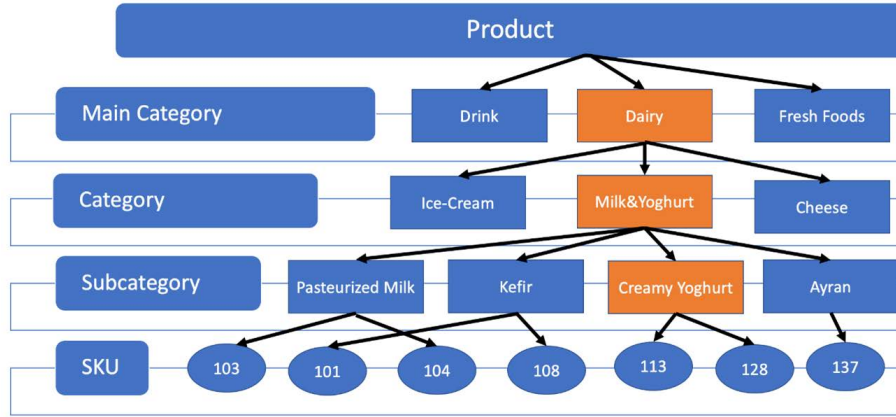 Product
Main Category
Drink
Dairy
Fresh Foods
Category
Ice-Cream
Milk&Yoghurt
Cheese
Subcategory
Pasteurized Milk
Kefir
Creamy Yoghurt
Ayran
SKU
103
101
104
108
113
128
137